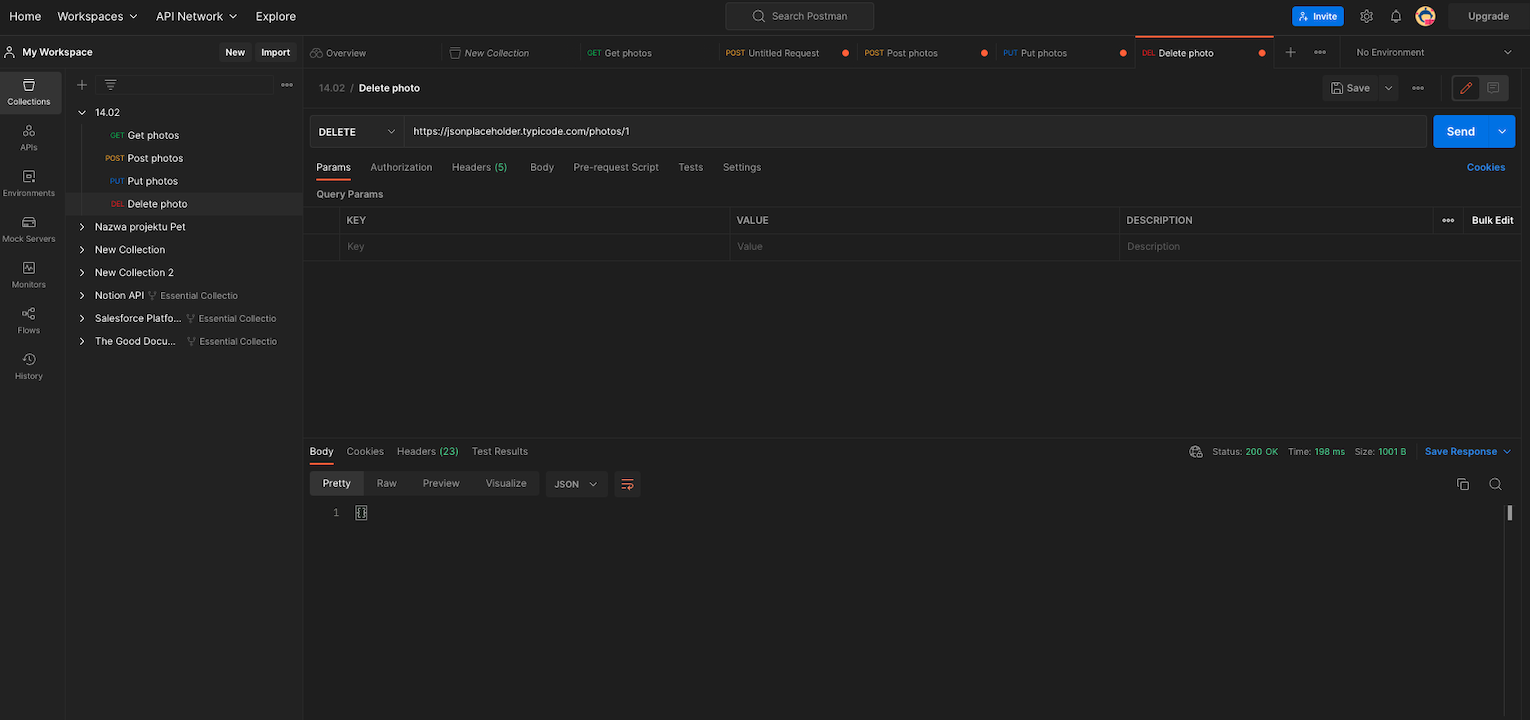 Home Workspaces API Network Explore Search Postman Invite Upgrade
My Workspace New Import Overview New Collection GET Get photos POST Untitled Request POST Post photos PUT Put photos DEL Delete photo No Environment
14.02 / Delete photo Save
Collections
APIs
Environments
Mock Servers
Monitors
Flows
History
14.02
GET Get photos
POST Post photos
PUT Put photos
DEL Delete photo
Nazwa projektu Pet
New Collection
New Collection 2
Notion API Essential Collectio
Salesforce Platfo... Essential Collectio
The Good Docu... Essential Collectio
DELETE https://jsonplaceholder.typicode.com/photos/1 Send
Params Authorization Headers (5) Body Pre-request Script Tests Settings Cookies
Query Params
KEY VALUE DESCRIPTION Bulk Edit
Key Value Description
Body Cookies Headers (23) Test Results Status: 200 OK Time: 198 ms Size: 1001 B Save Response
Pretty Raw Preview Visualize JSON
1 {}